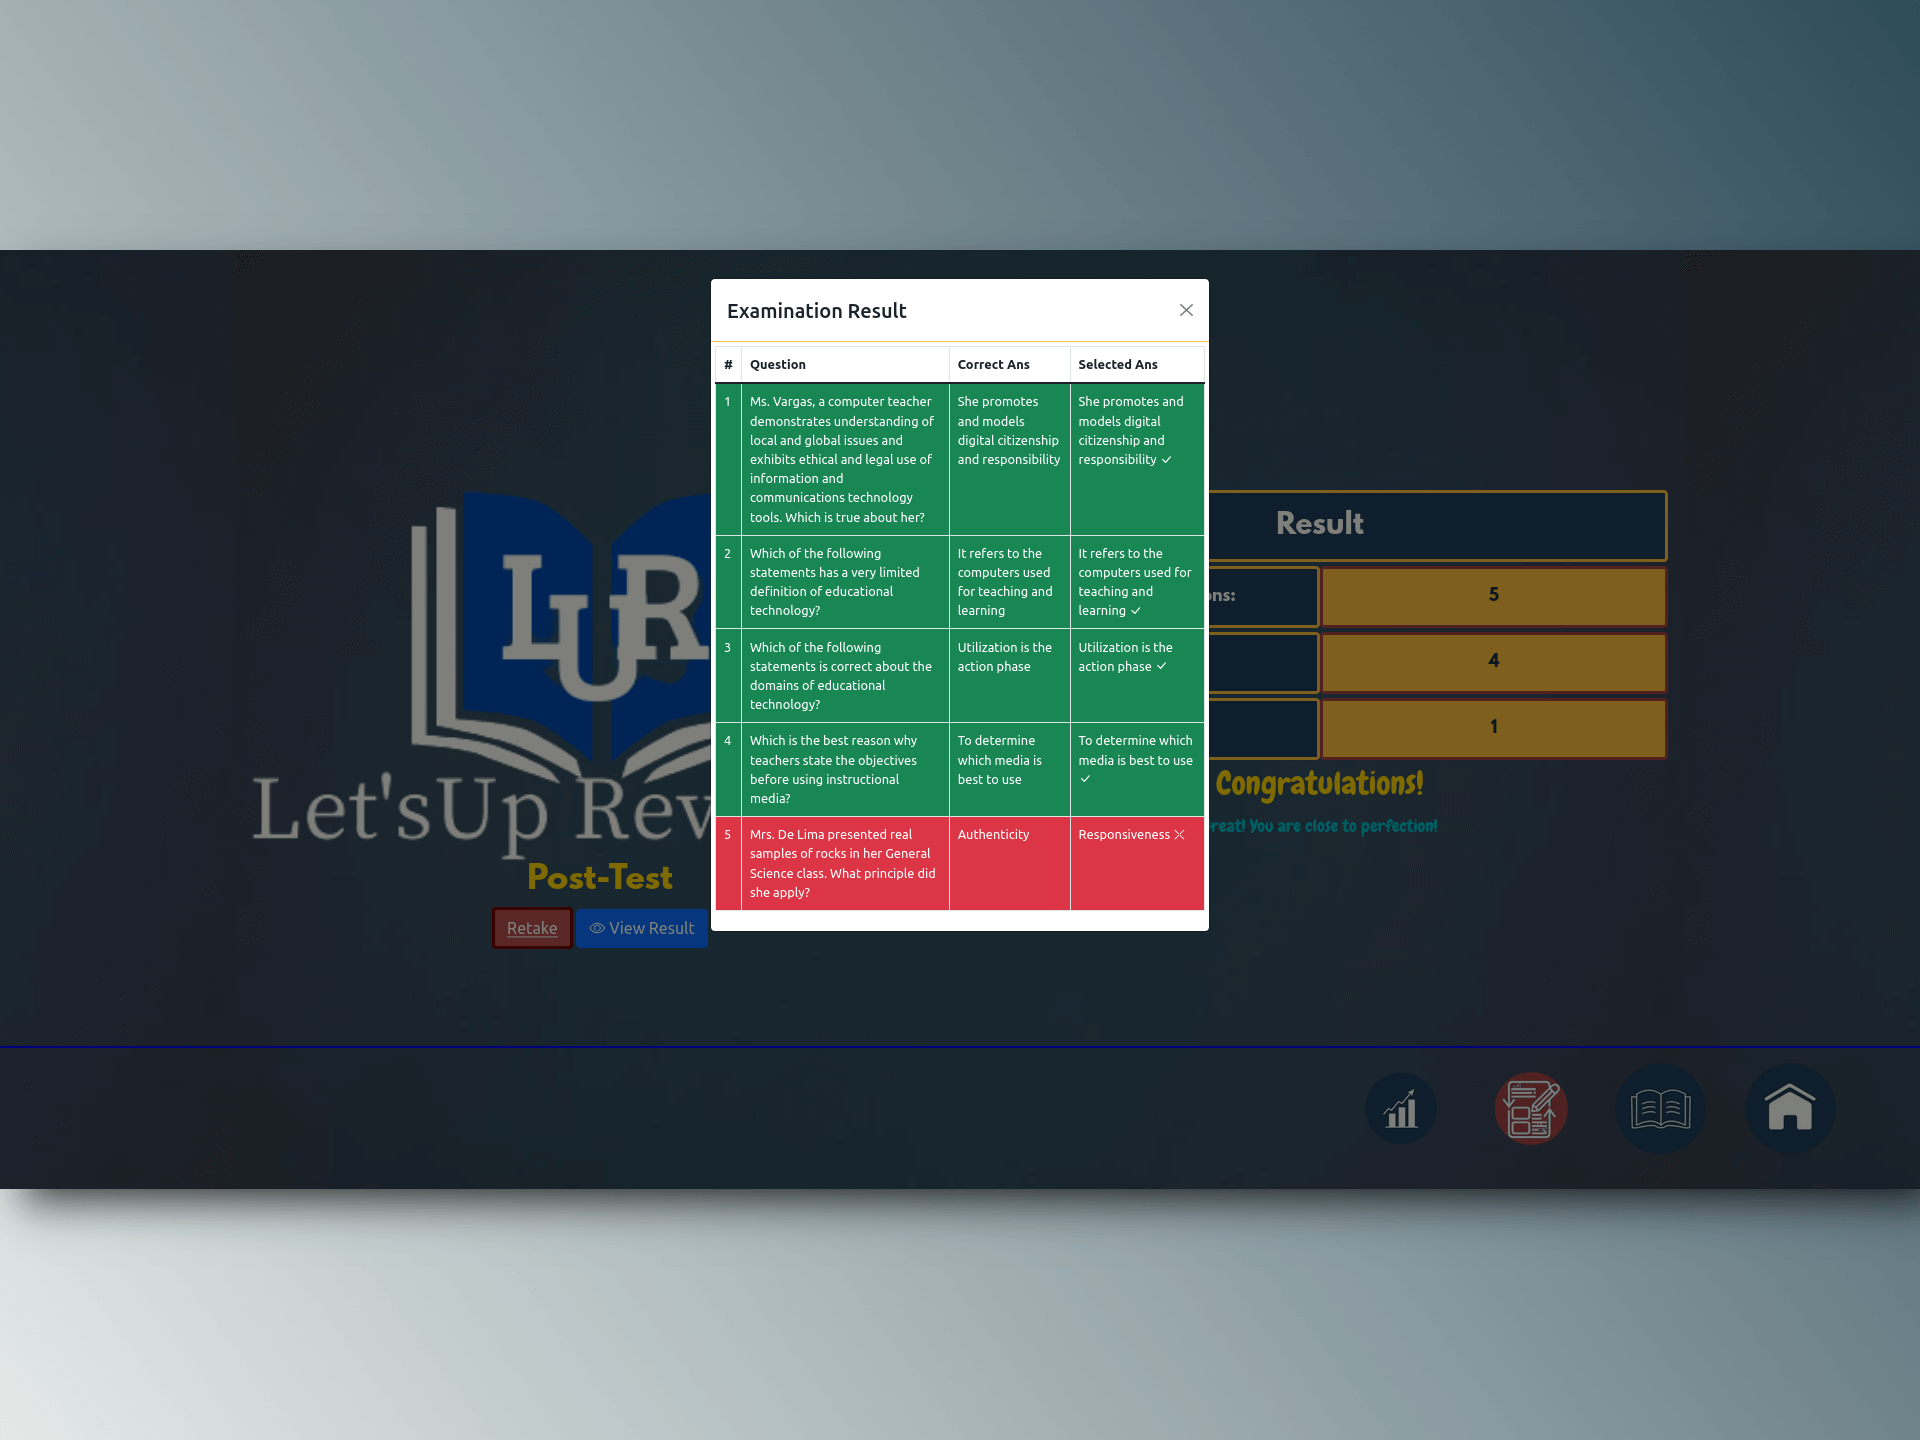 Examination Result
# Question Correct Ans Selected Ans
1
Ms. Vargas, a computer teacher
demonstrates understanding of
local and global issues and
exhibits ethical and legal use of
information and
communications technology
tools. Which is true about her?
She promotes
and models
digital citizenship
and responsibility
She promotes and
models digital
citizenship and
responsibility ✓
2
Which of the following
statements has a very limited
definition of educational
technology?
It refers to the
computers used
for teaching and
learning
It refers to the
computers used for
teaching and
learning ✓
3
Which of the following
statements is correct about the
domains of educational
technology?
Utilization is the
action phase
Utilization is the
action phase ✓
4
Which is the best reason why
teachers state the objectives
before using instructional
media?
To determine
which media is
best to use
To determine which
media is best to use
✓
5
Mrs. De Lima presented real
samples of rocks in her General
Science class. What principle did
she apply?
Authenticity
Responsiveness ✕
LUR
Let'sUp Rev
Post-Test
Retake
View Result
Result
ons: 5
4
1
Congratulations!
reat! You are close to perfection!